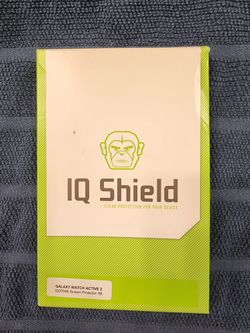 IQ Shield
CLEAR PROTECTION FOR YOUR DEVICE
GALAXY WATCH ACTIVE 2
Screen Protector